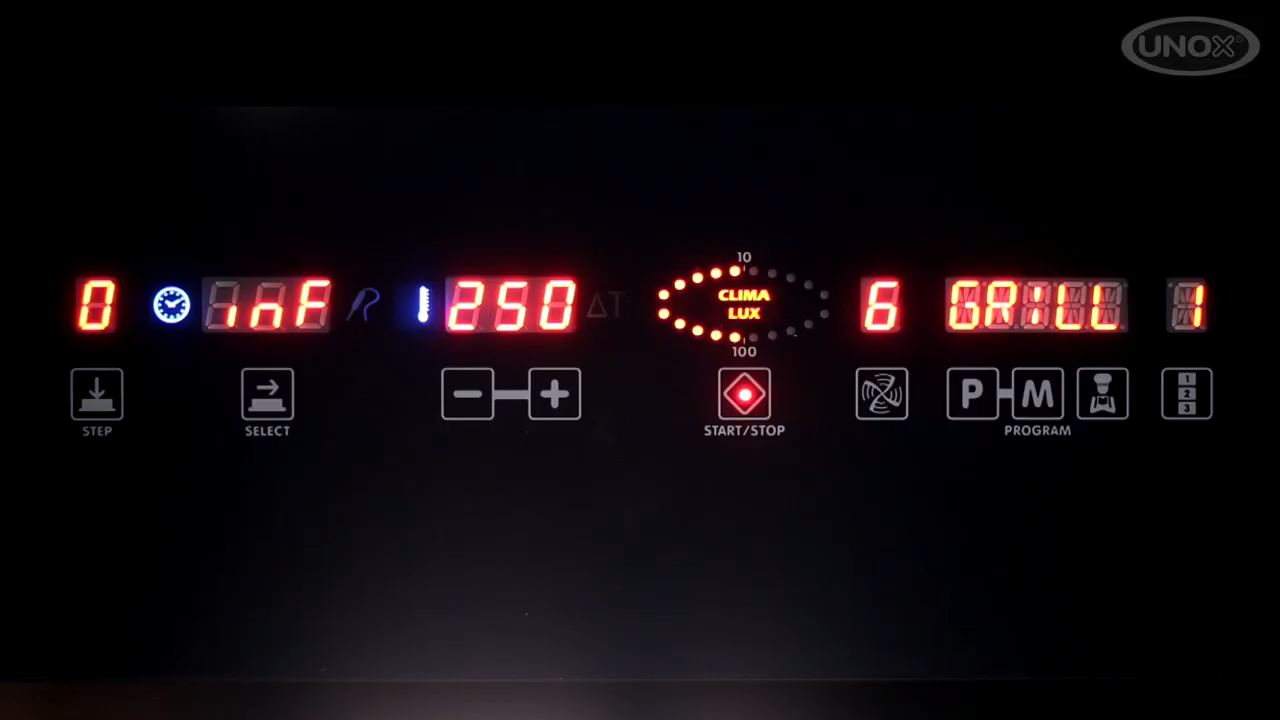 UNOX®
10
0 inF 250 ΔT CLIMA LUX 6 GRiLL 1
100
- + P M 1 2 3
STEP SELECT START/STOP PROGRAM